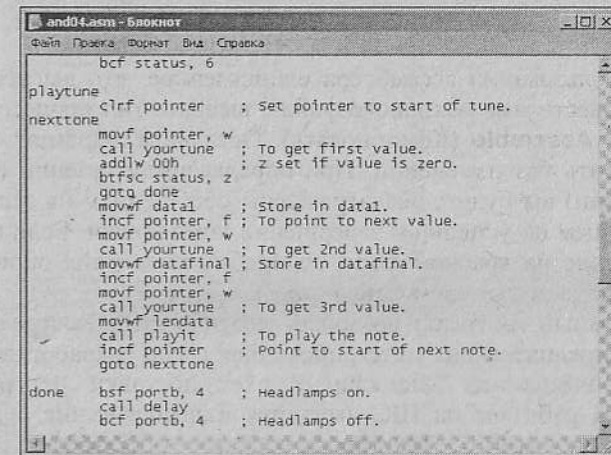 and04.asm - Блокнот
Файл Правка Формат Вид Справка
bcf status, 6
playtune
clrf pointer ; Set pointer to start of tune.
nexttone
movf pointer, w
call yourtune ; To get first value.
addlw 00h ; z set if value is zero.
btfsc status, z
goto done
movwf data1 ; Store in data1.
incf pointer, f ; To point to next value.
movf pointer, w
call yourtune ; To get 2nd value.
movwf datafinal ; Store in datafinal.
incf pointer, f
movf pointer, w
call yourtune ; To get 3rd value.
movwf lendata
call playit ; To play the note.
incf pointer ; Point to start of next note.
goto nexttone
done bsf portb, 4 ; Headlamps on.
call delay
bcf portb, 4 ; Headlamps off.